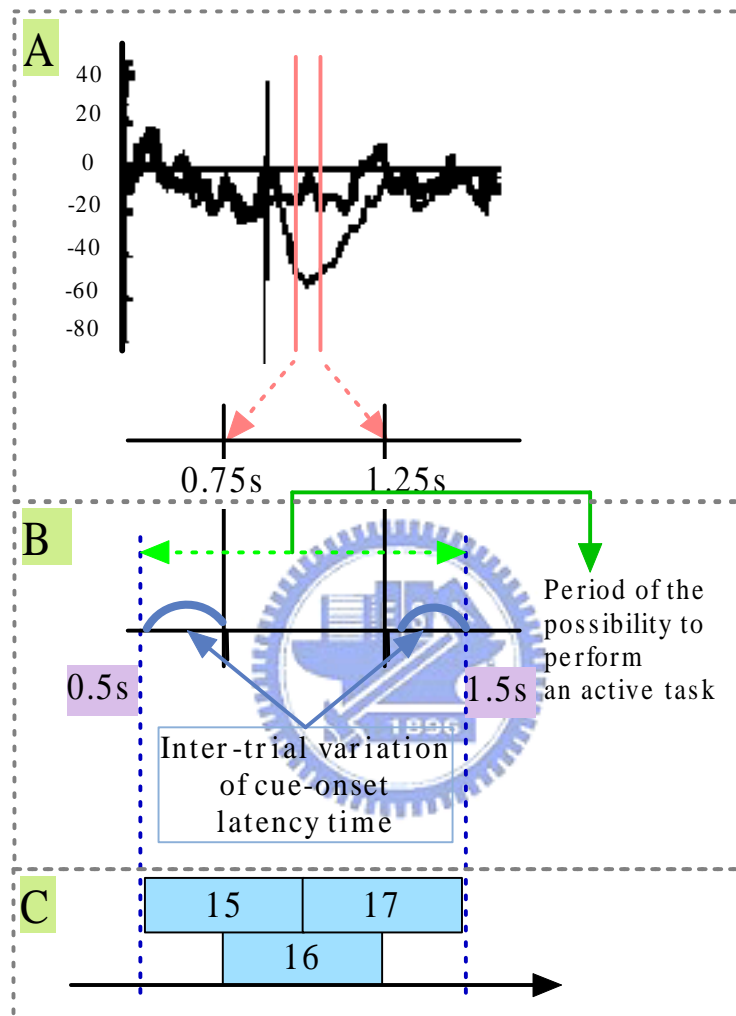 A
40
20
0
-20
-40
-60
-80
0.75s
1.25s
B
Period of the
possibility to
perform
an active task
0.5s
1.5s
1896
Inter-trial variation
of cue-onset
latency time
C
15
17
16